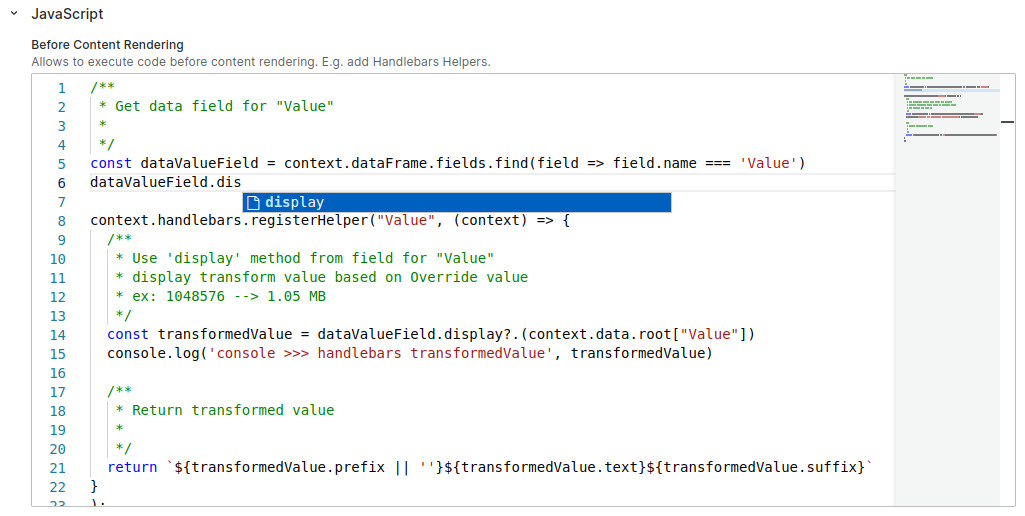 JavaScript
Before Content Rendering
Allows to execute code before content rendering. E.g. add Handlebars Helpers.
1 /**
2  * Get data field for "Value"
3  *
4  */
5 const dataValueField = context.dataFrame.fields.find(field => field.name === 'Value')
6 dataValueField.dis
display
7
8 context.handlebars.registerHelper("Value", (context) => {
9   /**
10    * Use 'display' method from field for "Value"
11    * display transform value based on Override value
12    * ex: 1048576 --> 1.05 MB
13    */
14   const transformedValue = dataValueField.display?.(context.data.root["Value"])
15   console.log('console >>> handlebars transformedValue', transformedValue)
16
17   /**
18    * Return transformed value
19    *
20    */
21   return `${transformedValue.prefix || ''}${transformedValue.text}${transformedValue.suffix}`
22 }
23 );